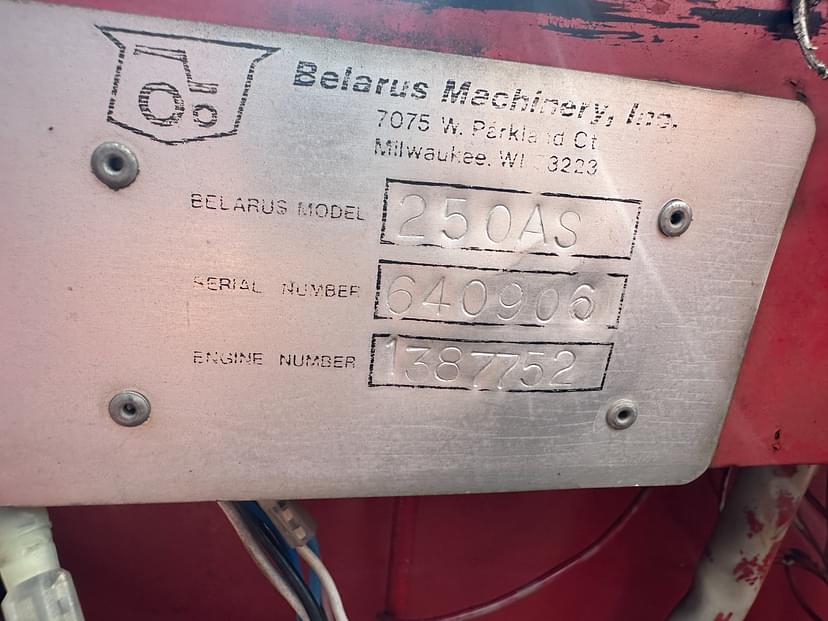 Belarus Machinery, Inc.
7075 W. Parkland Ct
Milwaukee, WI 53223
BELARUS MODEL 250AS
SERIAL NUMBER 640906
ENGINE NUMBER 1387752